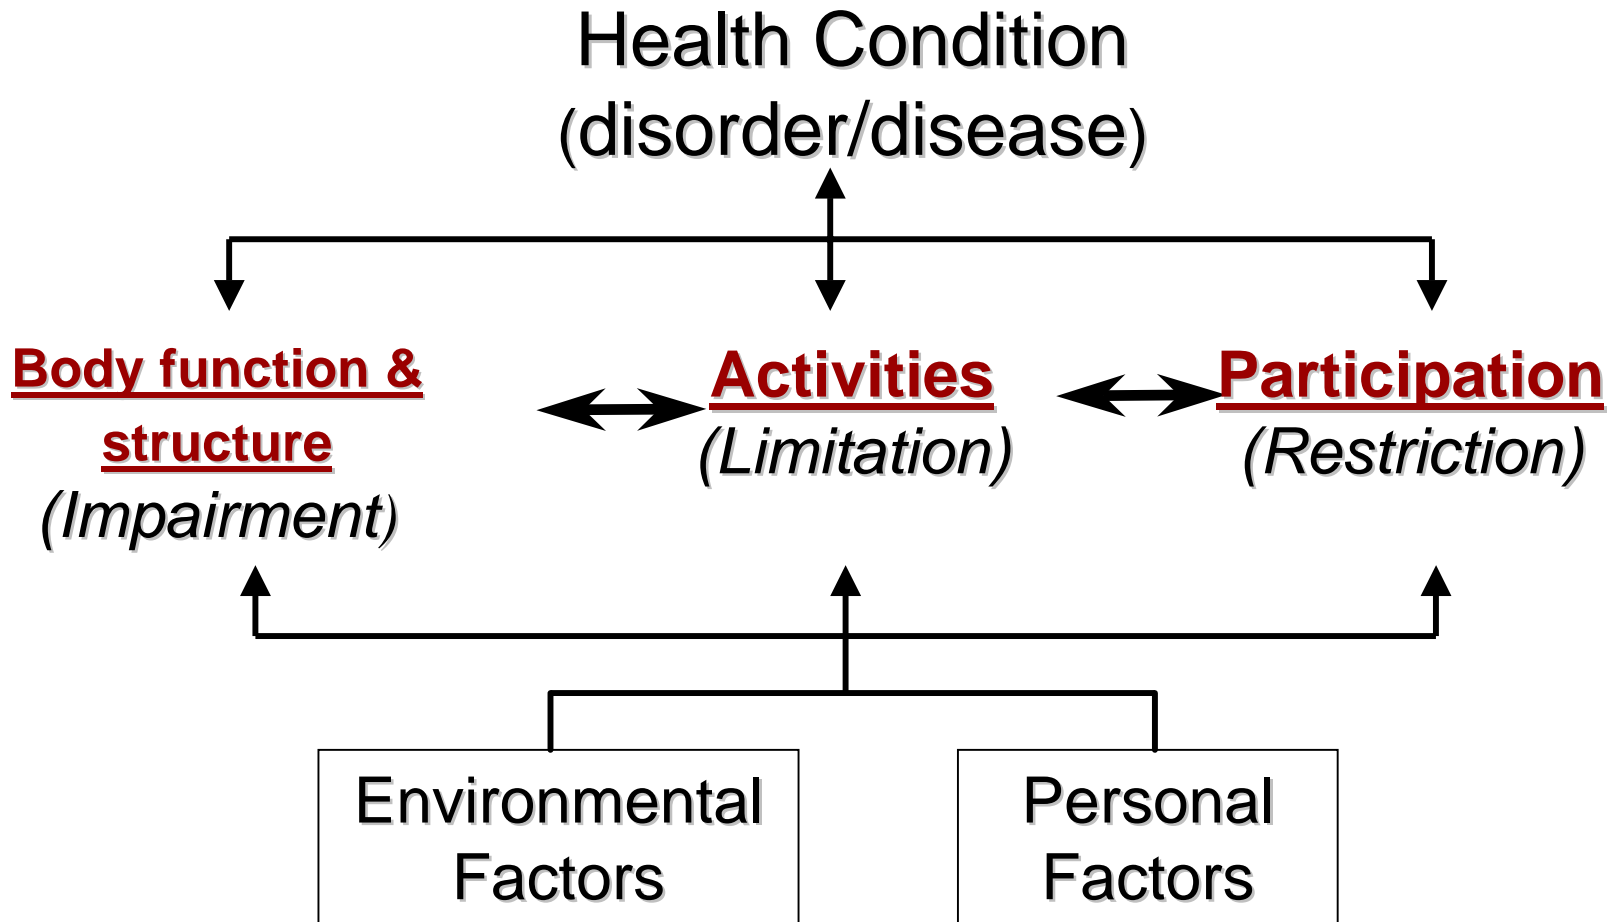 Health Condition
(disorder/disease)
Body function &
structure
(Impairment)
Activities
(Limitation)
Participation
(Restriction)
Environmental
Factors
Personal
Factors